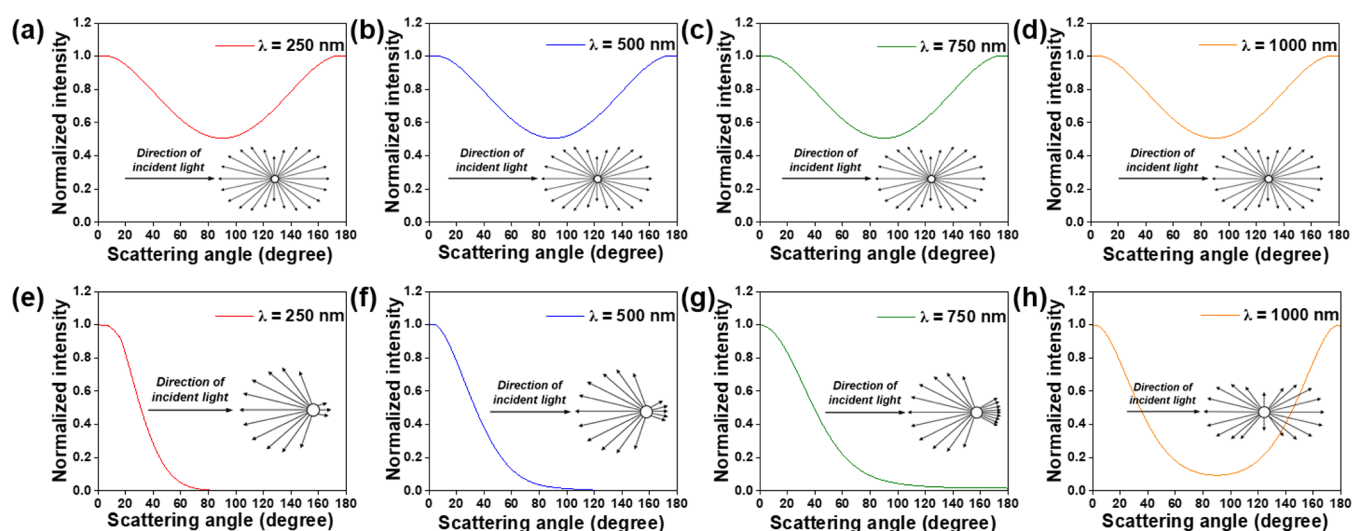 (a)
Normalized intensity
1.2
1.0
0.8
0.6
0.4
0.2
0.0
λ = 250 nm
Direction of
incident light
0 20 40 60 80 100 120 140 160 180
Scattering angle (degree)
(b)
Normalized intensity
1.2
1.0
0.8
0.6
0.4
0.2
0.0
λ = 500 nm
Direction of
incident light
0 20 40 60 80 100 120 140 160 180
Scattering angle (degree)
(c)
Normalized intensity
1.2
1.0
0.8
0.6
0.4
0.2
0.0
λ = 750 nm
Direction of
incident light
0 20 40 60 80 100 120 140 160 180
Scattering angle (degree)
(d)
Normalized intensity
1.2
1.0
0.8
0.6
0.4
0.2
0.0
λ = 1000 nm
Direction of
incident light
0 20 40 60 80 100 120 140 160 180
Scattering angle (degree)
(e)
Normalized intensity
1.2
1.0
0.8
0.6
0.4
0.2
0.0
λ = 250 nm
Direction of
incident light
0 20 40 60 80 100 120 140 160 180
Scattering angle (degree)
(f)
Normalized intensity
1.2
1.0
0.8
0.6
0.4
0.2
0.0
λ = 500 nm
Direction of
incident light
0 20 40 60 80 100 120 140 160 180
Scattering angle (degree)
(g)
Normalized intensity
1.2
1.0
0.8
0.6
0.4
0.2
0.0
λ = 750 nm
Direction of
incident light
0 20 40 60 80 100 120 140 160 180
Scattering angle (degree)
(h)
Normalized intensity
1.2
1.0
0.8
0.6
0.4
0.2
0.0
λ = 1000 nm
Direction of
incident light
0 20 40 60 80 100 120 140 160 180
Scattering angle (degree)